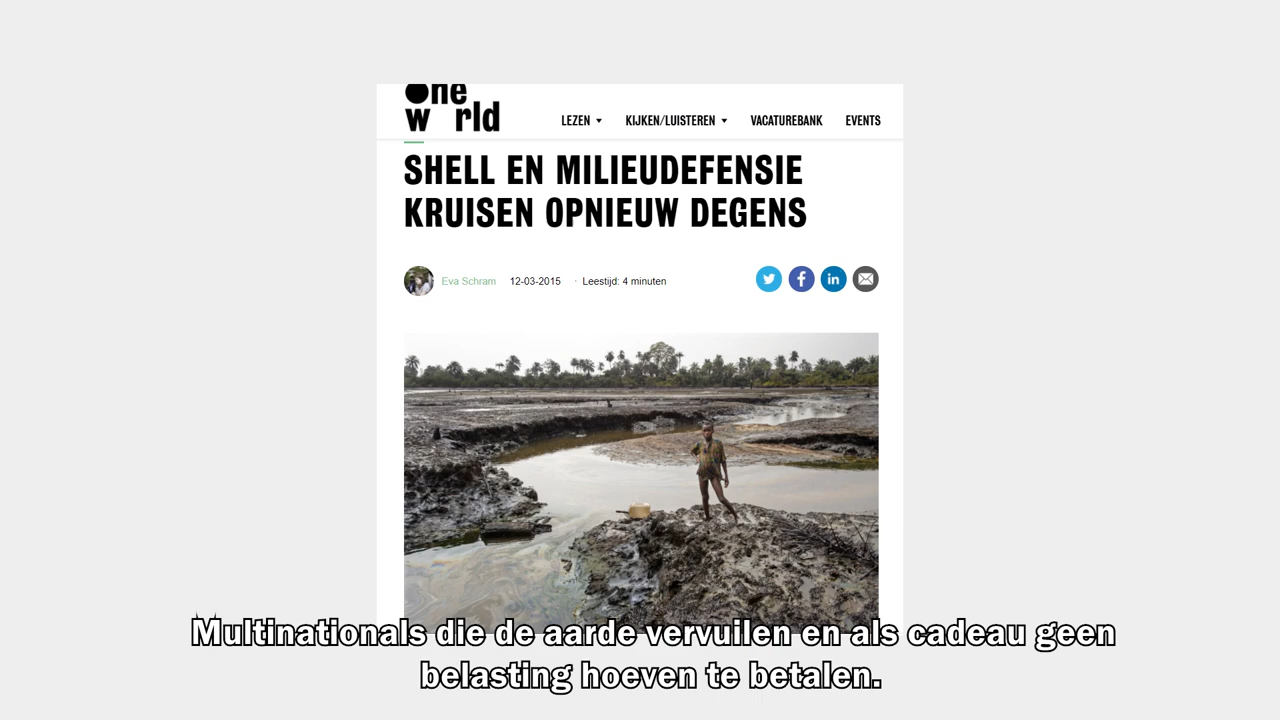 One
w rld
LEZEN KIJKEN/LUISTEREN VACATUREBANK EVENTS
SHELL EN MILIEUDEFENSIE
KRUISEN OPNIEUW DEGENS
Eva Schram 12-03-2015 · Leestijd: 4 minuten
Multinationals die de aarde vervuilen en als cadeau geen
belasting hoeven te betalen.